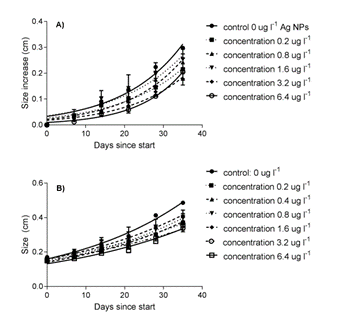 A)
Size increase (cm)
0.4
0.3
0.2
0.1
0.0
0
10
20
30
40
Days since start
control 0 ug l⁻¹ Ag NPs
concentration 0.2 ug l⁻¹
concentration 0.8 ug l⁻¹
concentration 1.6 ug l⁻¹
concentration 3.2 ug l⁻¹
concentration 6.4 ug l⁻¹
B)
Size (cm)
0.6
0.4
0.2
0.0
0
10
20
30
40
Days since start
control: 0 ug l⁻¹
concentration 0.2 ug l⁻¹
concentration 0.4 ug l⁻¹
concentration 0.8 ug l⁻¹
concentration 1.6 ug l⁻¹
concentration 3.2 ug l⁻¹
concentration 6.4 ug l⁻¹